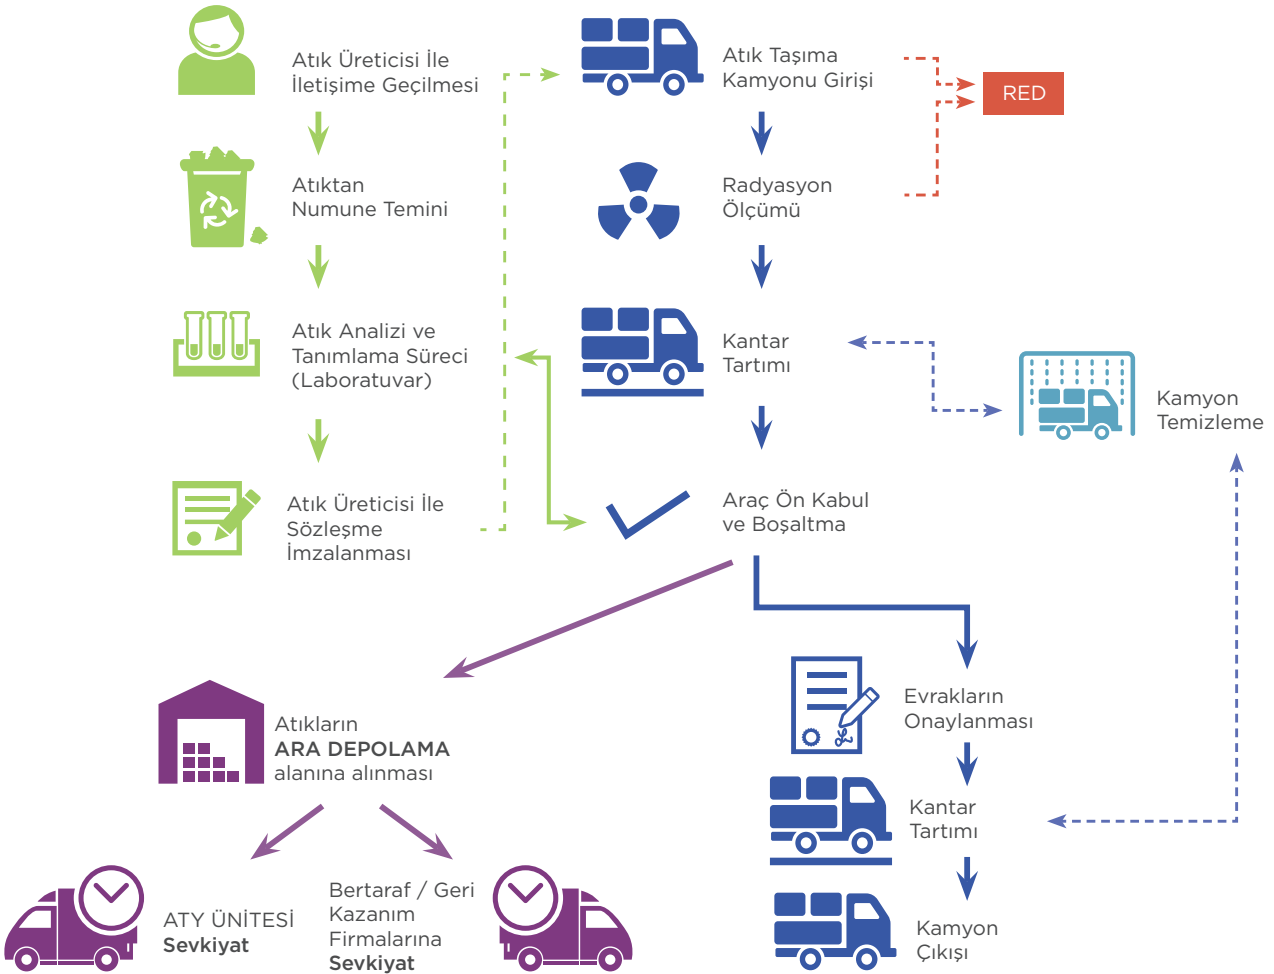 Atık Üreticisi İle
İletişime Geçilmesi
Atıktan
Numune Temini
Atık Analizi ve
Tanımlama Süreci
(Laboratuvar)
Atık Üreticisi İle
Sözleşme
İmzalanması
Atık Taşıma
Kamyonu Girişi
RED
Radyasyon
Ölçümü
Kantar
Tartımı
Kamyon
Temizleme
Araç Ön Kabul
ve Boşaltma
Atıkların
ARA DEPOLAMA
alanına alınması
ATY ÜNİTESİ
Sevkiyat
Bertaraf / Geri
Kazanım
Firmalarına
Sevkiyat
Evrakların
Onaylanması
Kantar
Tartımı
Kamyon
Çıkışı